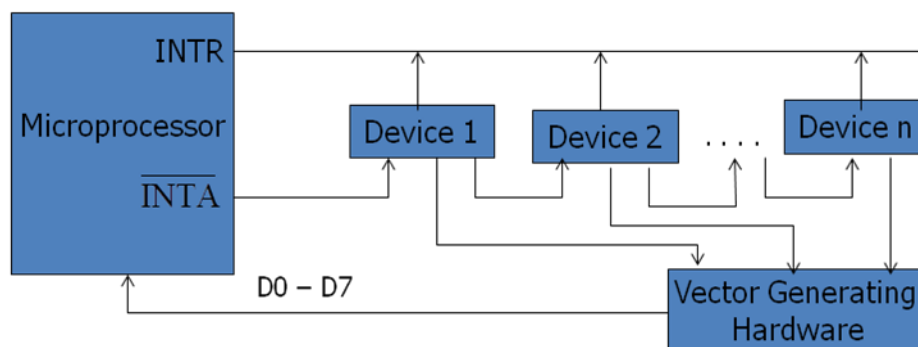 INTR
Microprocessor
INTA
Device 1
Device 2
. . . .
Device n
D0 – D7
Vector Generating
Hardware